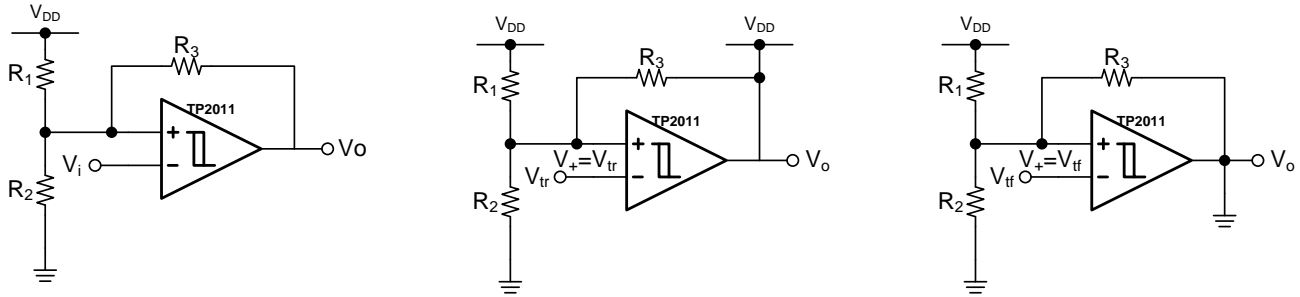 VDD
R3
R1
TP2011
+
Vi
−
Vo
R2
VDD
VDD
R3
R1
TP2011
+
V+=Vtr
Vtr
−
Vo
R2
VDD
R3
R1
TP2011
+
V+=Vtf
Vtf
−
Vo
R2